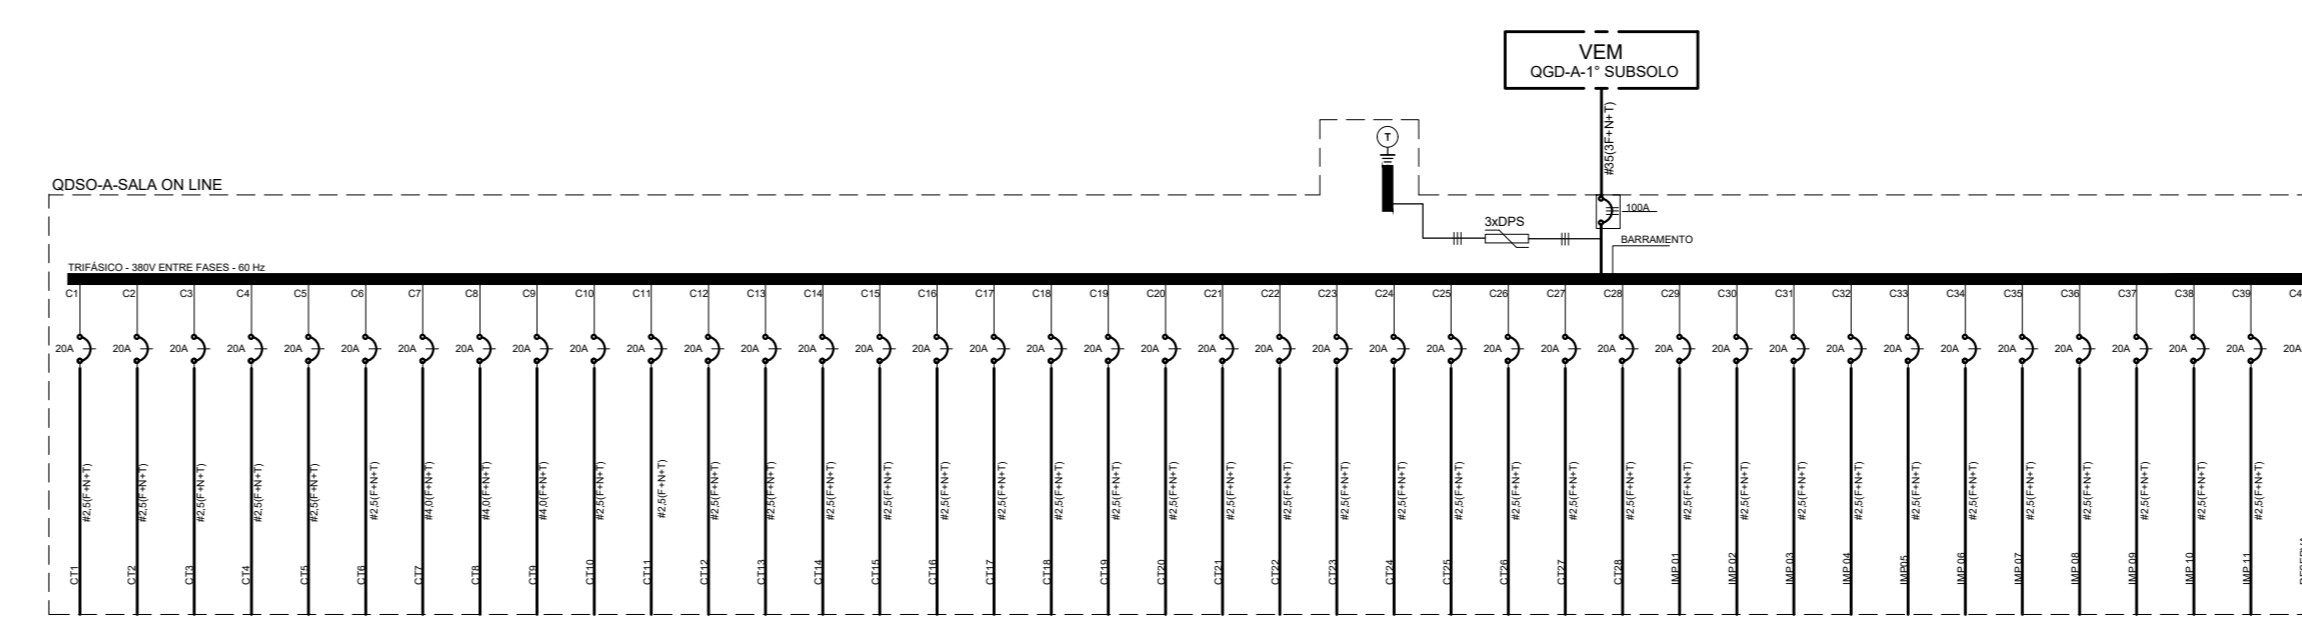 VEM
QGD-A-1° SUBSOLO
#35(3F+N+T)
T
QDSO-A-SALA ON LINE
100A
3xDPS
BARRAMENTO
TRIFÁSICO - 380V ENTRE FASES - 60 Hz
C1 C2 C3 C4 C5 C6 C7 C8 C9 C10 C11 C12 C13 C14 C15 C16 C17 C18 C19 C20 C21 C22 C23 C24 C25 C26 C27 C28 C29 C30 C31 C32 C33 C34 C35 C36 C37 C38 C39 C4
20A 20A 20A 20A 20A 20A 20A 20A 20A 20A 20A 20A 20A 20A 20A 20A 20A 20A 20A 20A 20A 20A 20A 20A 20A 20A 20A 20A 20A 20A 20A 20A 20A 20A 20A 20A 20A 20A 20A 20A
#2,5(F+N+T) #2,5(F+N+T) #2,5(F+N+T) #2,5(F+N+T) #2,5(F+N+T) #2,5(F+N+T) #4,0(F+N+T) #4,0(F+N+T) #4,0(F+N+T) #2,5(F+N+T) #2,5(F+N+T) #2,5(F+N+T) #2,5(F+N+T) #2,5(F+N+T) #2,5(F+N+T) #2,5(F+N+T) #2,5(F+N+T) #2,5(F+N+T) #2,5(F+N+T) #2,5(F+N+T) #2,5(F+N+T) #2,5(F+N+T) #2,5(F+N+T) #2,5(F+N+T) #2,5(F+N+T) #2,5(F+N+T) #2,5(F+N+T) #2,5(F+N+T) #2,5(F+N+T) #2,5(F+N+T) #2,5(F+N+T) #2,5(F+N+T) #2,5(F+N+T) #2,5(F+N+T) #2,5(F+N+T) #2,5(F+N+T) #2,5(F+N+T) #2,5(F+N+T) #2,5(F+N+T)
CT1 CT2 CT3 CT4 CT5 CT6 CT7 CT8 CT9 CT10 CT11 CT12 CT13 CT14 CT15 CT16 CT17 CT18 CT19 CT20 CT21 CT22 CT23 CT24 CT25 CT26 CT27 CT28 IMP 01 IMP 02 IMP 03 IMP 04 IMP05 IMP 06 IMP 07 IMP 08 IMP 09 IMP 10 IMP 11